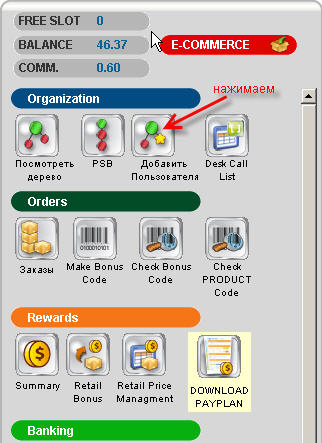 FREE SLOT 0
BALANCE 46.37
E-COMMERCE
COMM. 0.60
нажимаем
Organization
Посмотреть дерево
PSB
Добавить Пользователя
Desk Call List
Orders
0100010101
Заказы
Make Bonus Code
Check Bonus Code
Check PRODUCT Code
Rewards
Summary
Retail Bonus
Retail Price Managment
DOWNLOAD PAYPLAN
Banking